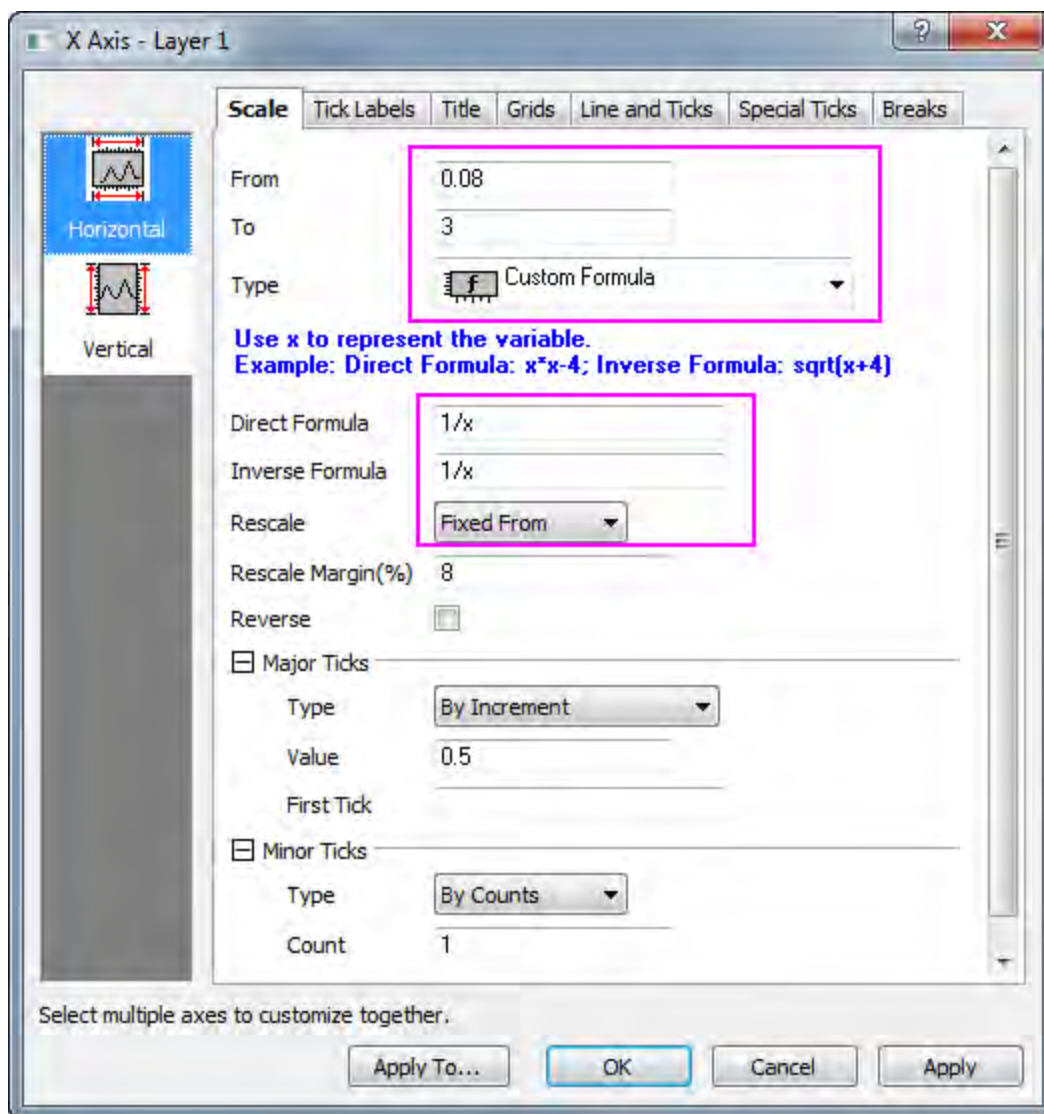 X Axis - Layer 1
Scale Tick Labels Title Grids Line and Ticks Special Ticks Breaks
Horizontal
Vertical
From 0.08
To 3
Type f Custom Formula
Use x to represent the variable.
Example: Direct Formula: x*x-4; Inverse Formula: sqrt(x+4)
Direct Formula 1/x
Inverse Formula 1/x
Rescale Fixed From
Rescale Margin(%) 8
Reverse
Major Ticks
Type By Increment
Value 0.5
First Tick
Minor Ticks
Type By Counts
Count 1
Select multiple axes to customize together.
Apply To... OK Cancel Apply